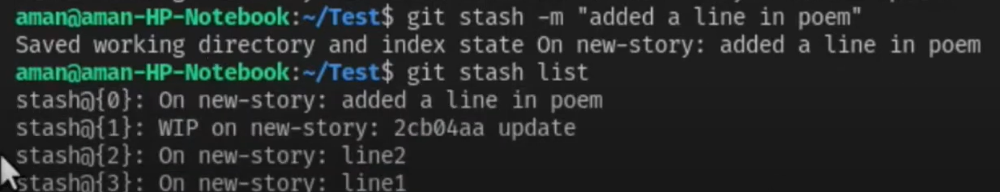 aman@aman-HP-Notebook:~/Test$ git stash -m "added a line in poem"
Saved working directory and index state On new-story: added a line in poem
aman@aman-HP-Notebook:~/Test$ git stash list
stash@{0}: On new-story: added a line in poem
stash@{1}: WIP on new-story: 2cb04aa update
stash@{2}: On new-story: line2
stash@{3}: On new-story: line1